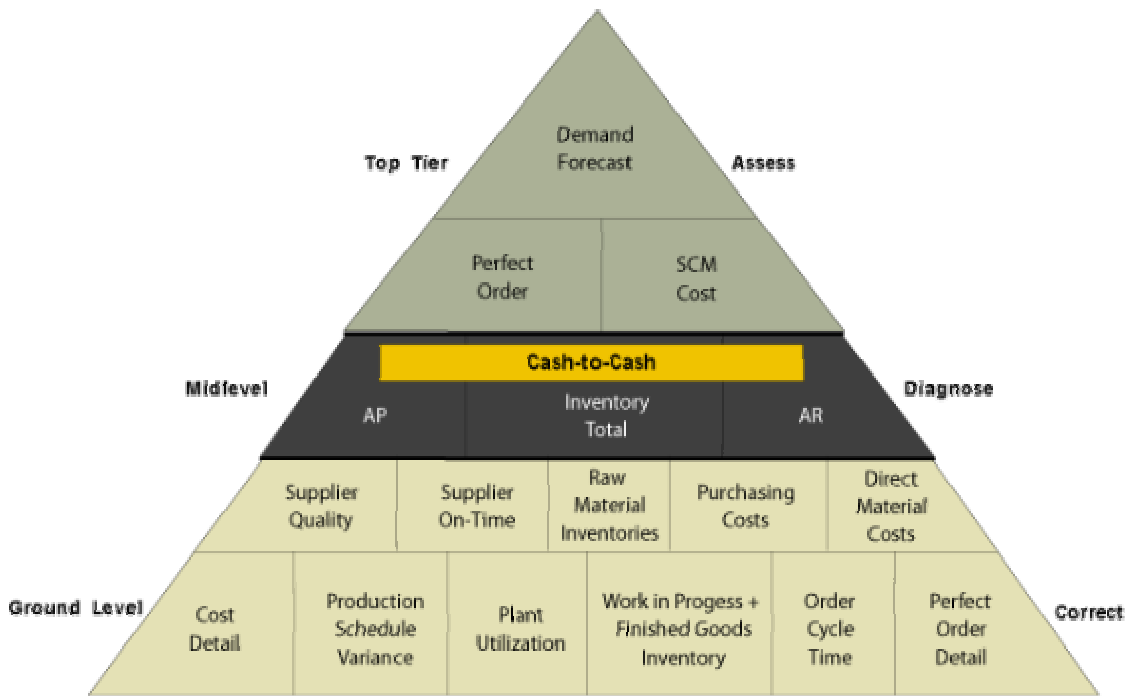 Demand
Forecast
Top Tier
Assess
Perfect
Order
SCM
Cost
Cash-to-Cash
Midlevel
Diagnose
AP
Inventory
Total
AR
Supplier
Quality
Supplier
On-Time
Raw
Material
Inventories
Purchasing
Costs
Direct
Material
Costs
Ground Level
Correct
Cost
Detail
Production
Schedule
Variance
Plant
Utilization
Work in Progess +
Finished Goods
Inventory
Order
Cycle
Time
Perfect
Order
Detail